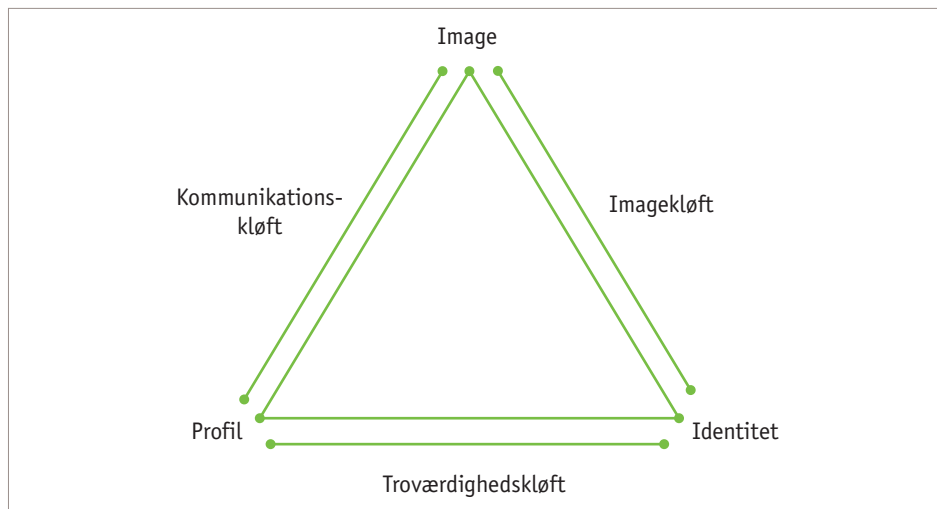 Image
Kommunikations-
kløft
Imagekløft
Profil
Identitet
Troværdighedskløft